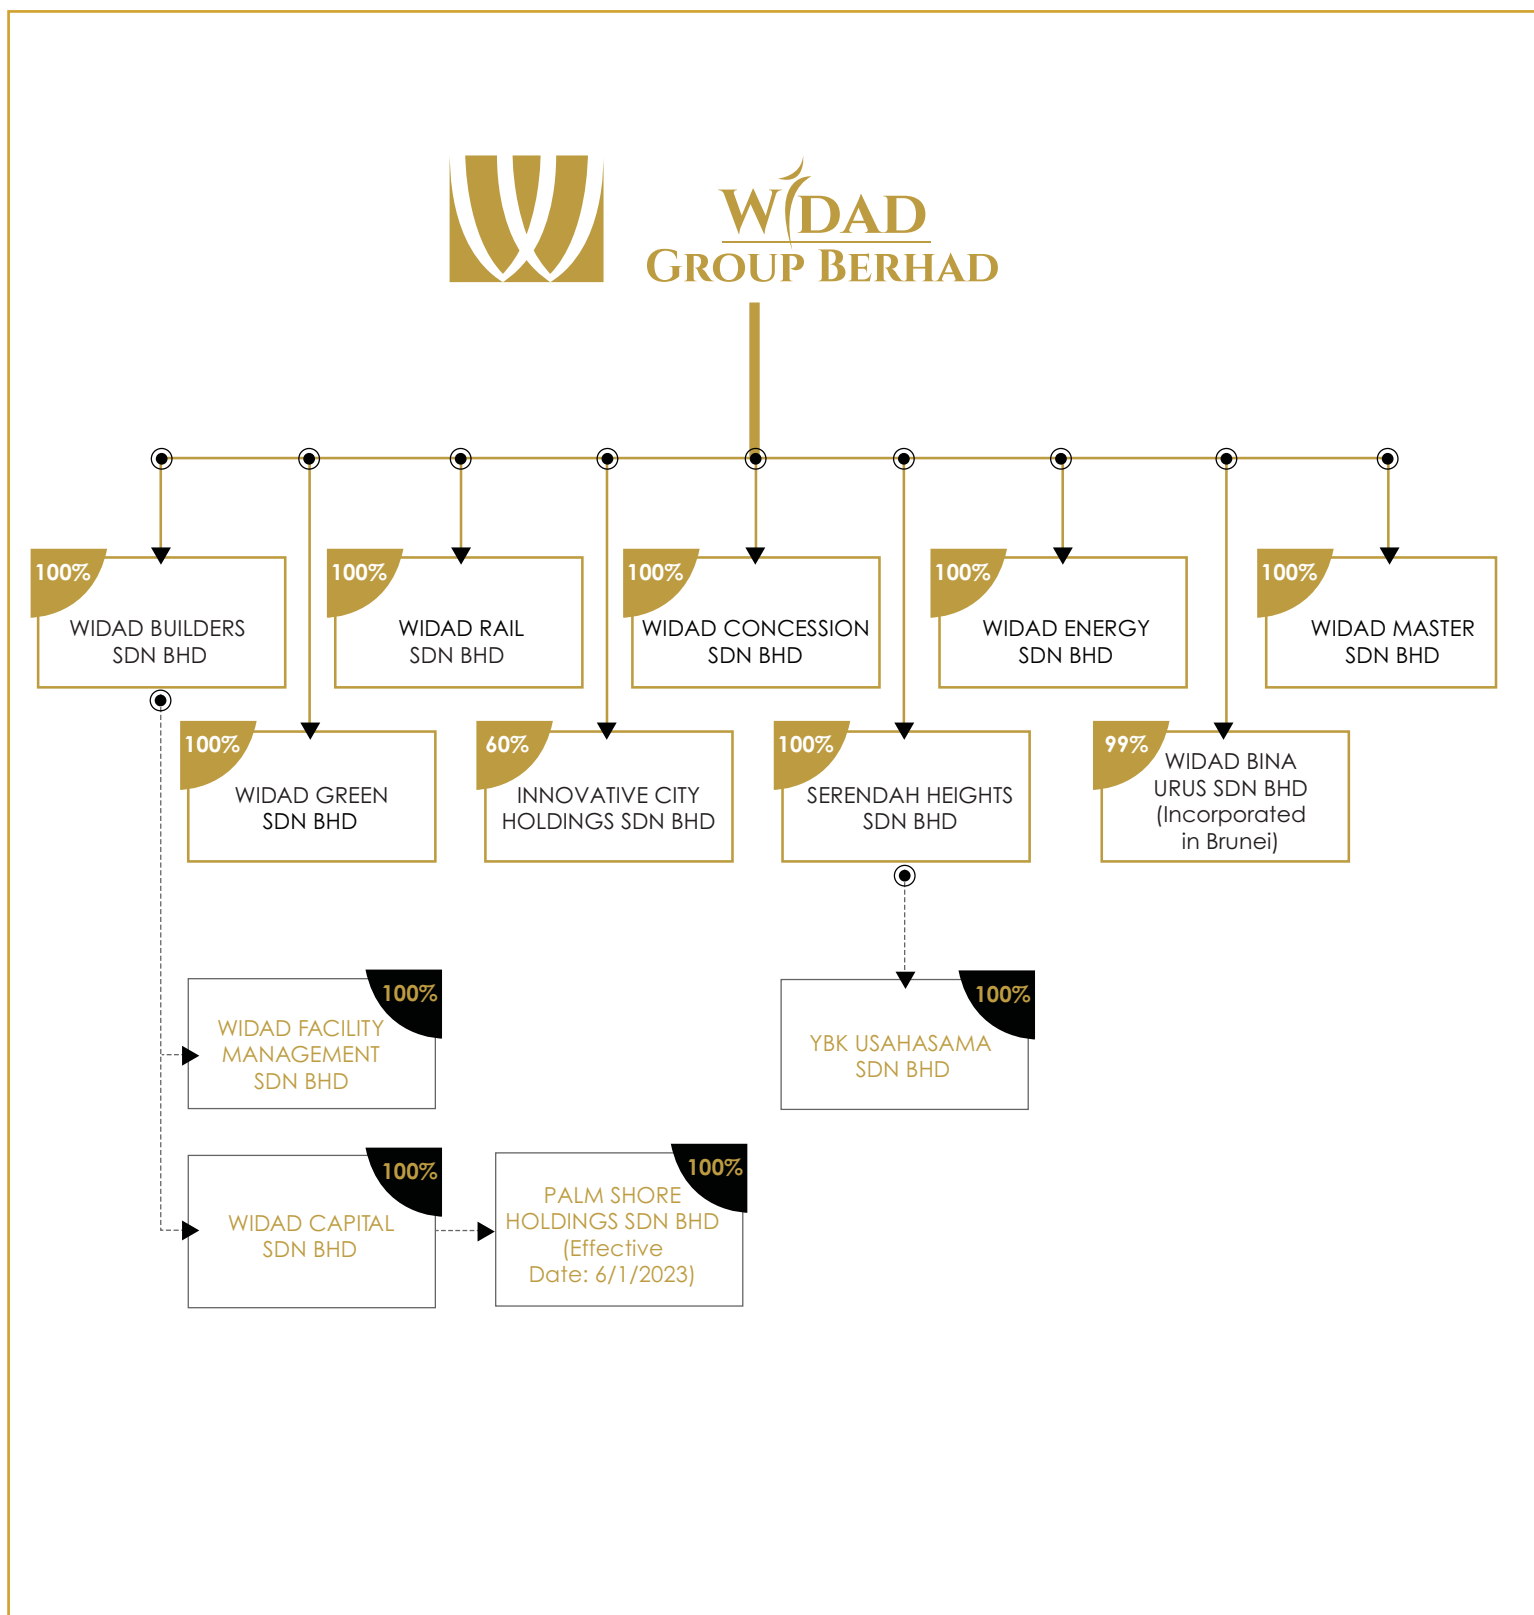 WIDAD
GROUP BERHAD
100%
WIDAD BUILDERS
SDN BHD
100%
WIDAD RAIL
SDN BHD
100%
WIDAD CONCESSION
SDN BHD
100%
WIDAD ENERGY
SDN BHD
100%
WIDAD MASTER
SDN BHD
100%
WIDAD GREEN
SDN BHD
60%
INNOVATIVE CITY
HOLDINGS SDN BHD
100%
SERENDAH HEIGHTS
SDN BHD
99%
WIDAD BINA
URUS SDN BHD
(Incorporated
in Brunei)
100%
WIDAD FACILITY
MANAGEMENT
SDN BHD
100%
YBK USAHASAMA
SDN BHD
100%
WIDAD CAPITAL
SDN BHD
100%
PALM SHORE
HOLDINGS SDN BHD
(Effective
Date: 6/1/2023)